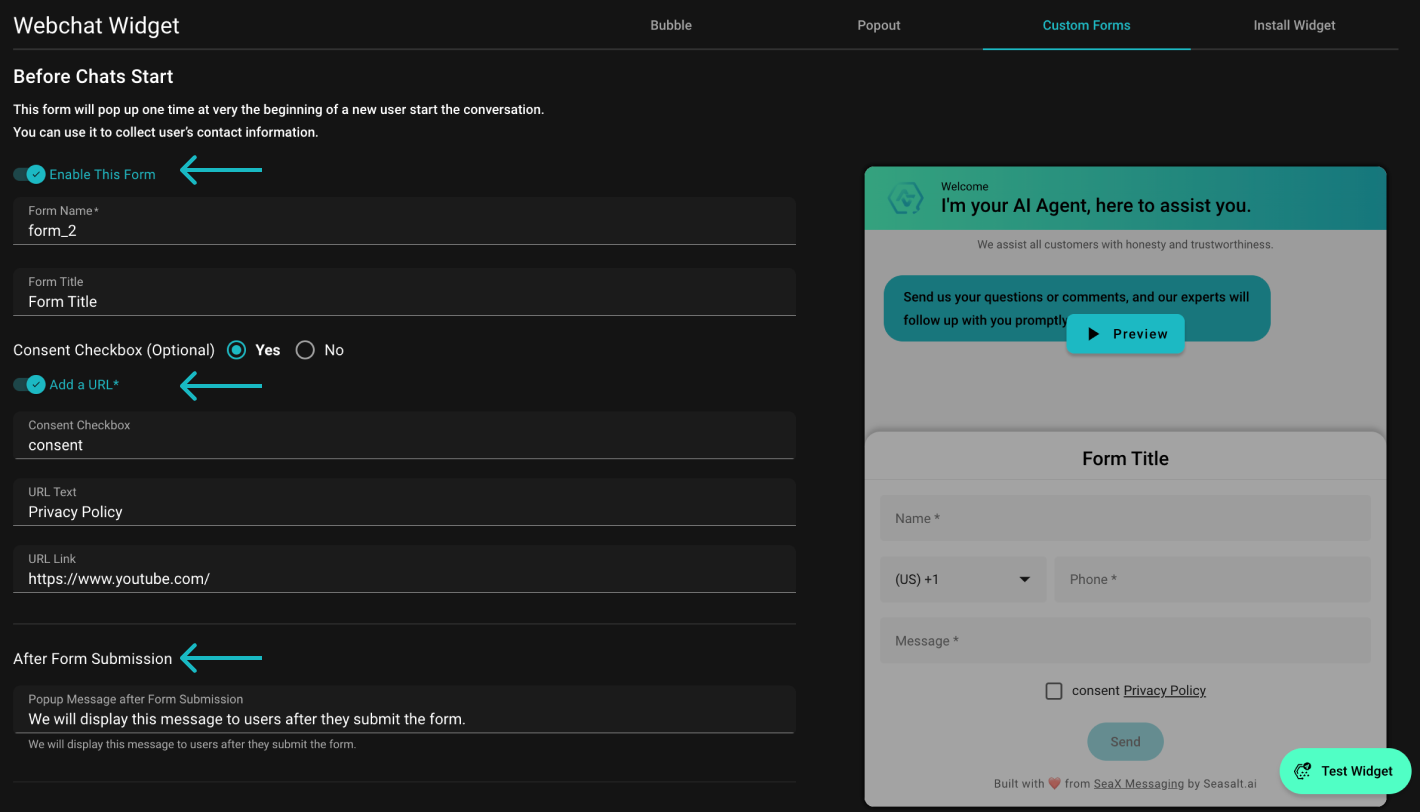 Webchat Widget
Bubble
Popout
Custom Forms
Install Widget
Before Chats Start
This form will pop up one time at very the beginning of a new user start the conversation.
You can use it to collect user's contact information.
Enable This Form
Form Name*
form_2
Form Title
Form Title
Consent Checkbox (Optional) Yes No
Add a URL*
Consent Checkbox
consent
URL Text
Privacy Policy
URL Link
https://www.youtube.com/
After Form Submission
Popup Message after Form Submission
We will display this message to users after they submit the form.
We will display this message to users after they submit the form.
Welcome
I'm your AI Agent, here to assist you.
We assist all customers with honesty and trustworthiness.
Send us your questions or comments, and our experts will
follow up with you promptly
Preview
Form Title
Name *
(US) +1
Phone *
Message *
consent Privacy Policy
Send
Built with ❤️ from SeaX Messaging by Seasalt.ai
Test Widget